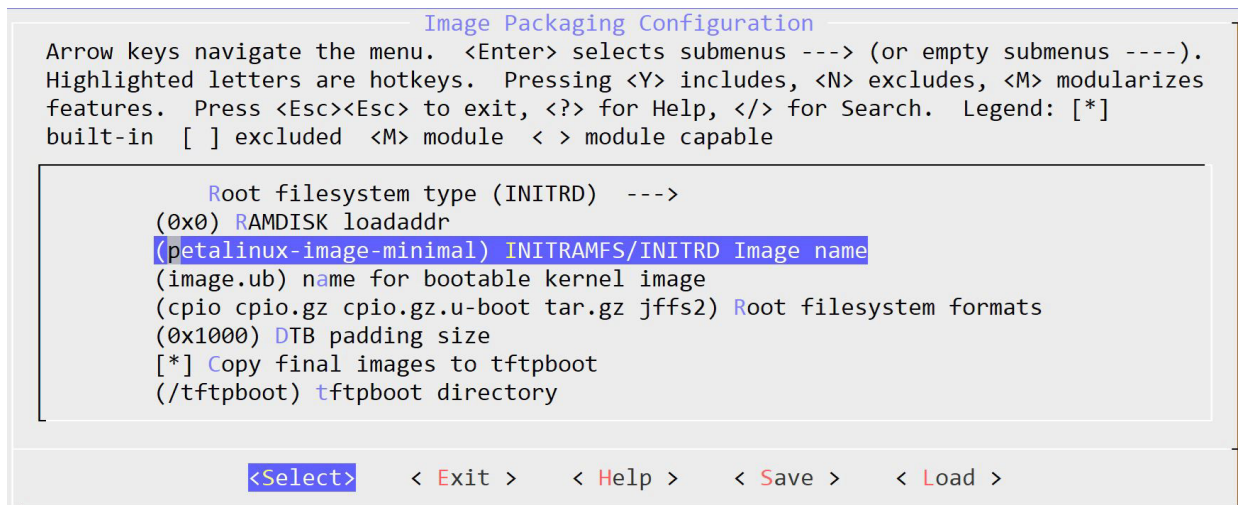 Image Packaging Configuration
Arrow keys navigate the menu.  <Enter> selects submenus ---> (or empty submenus ----).
Highlighted letters are hotkeys.  Pressing <Y> includes, <N> excludes, <M> modularizes
features.  Press <Esc><Esc> to exit, <?> for Help, </> for Search.  Legend: [*]
built-in  [ ] excluded  <M> module  < > module capable
Root filesystem type (INITRD)  --->
(0x0) RAMDISK loadaddr
(petalinux-image-minimal) INITRAMFS/INITRD Image name
(image.ub) name for bootable kernel image
(cpio cpio.gz cpio.gz.u-boot tar.gz jffs2) Root filesystem formats
(0x1000) DTB padding size
[*] Copy final images to tftpboot
(/tftpboot) tftpboot directory
<Select>    < Exit >    < Help >    < Save >    < Load >